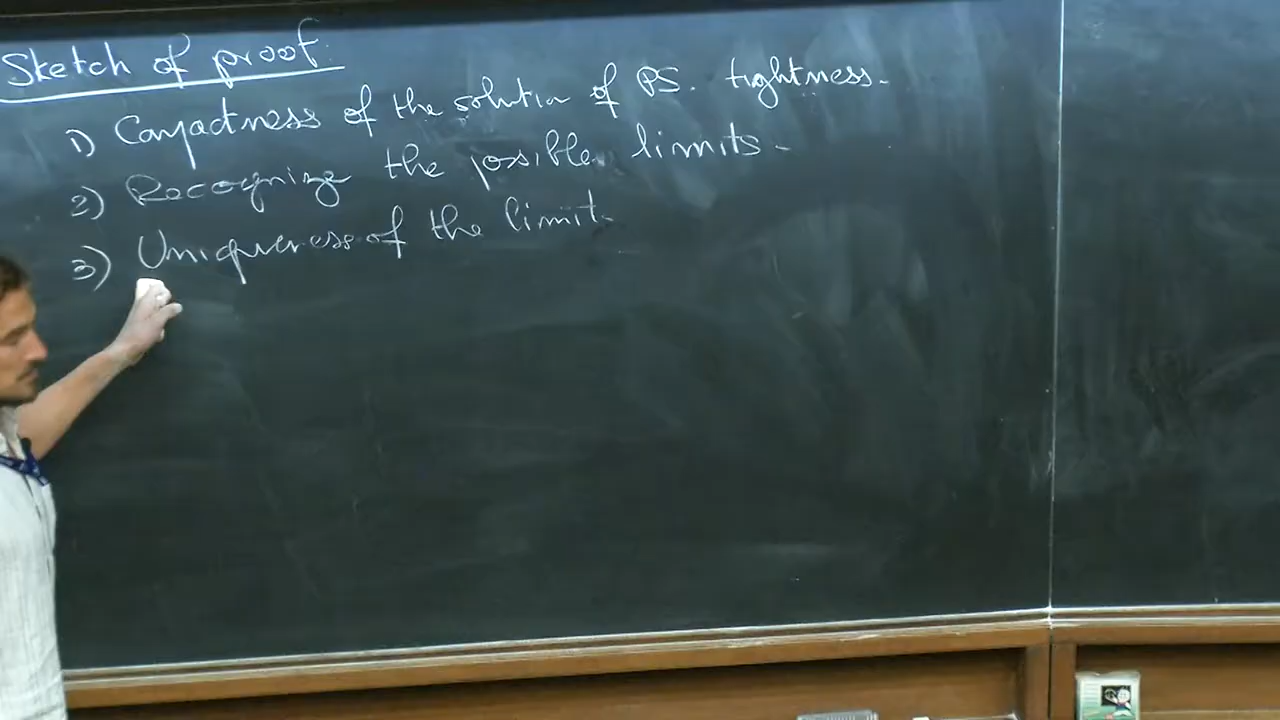 Sketch of proof:
1) Compactness of the solution of PS. tightness.
2) Recognize the possible limits.
3) Uniqueness of the limit.